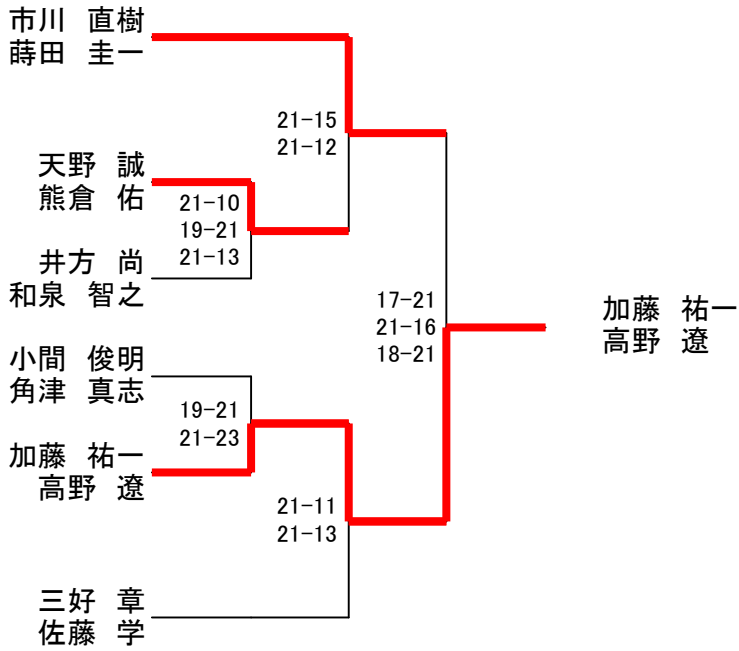 市川 直樹
蒔田 圭一
21-15
21-12
天野 誠
熊倉 佑
21-10
19-21
21-13
井方 尚
和泉 智之
17-21
21-16
18-21
加藤 祐一
高野 遼
小間 俊明
角津 真志
19-21
21-23
加藤 祐一
高野 遼
21-11
21-13
三好 章
佐藤 学